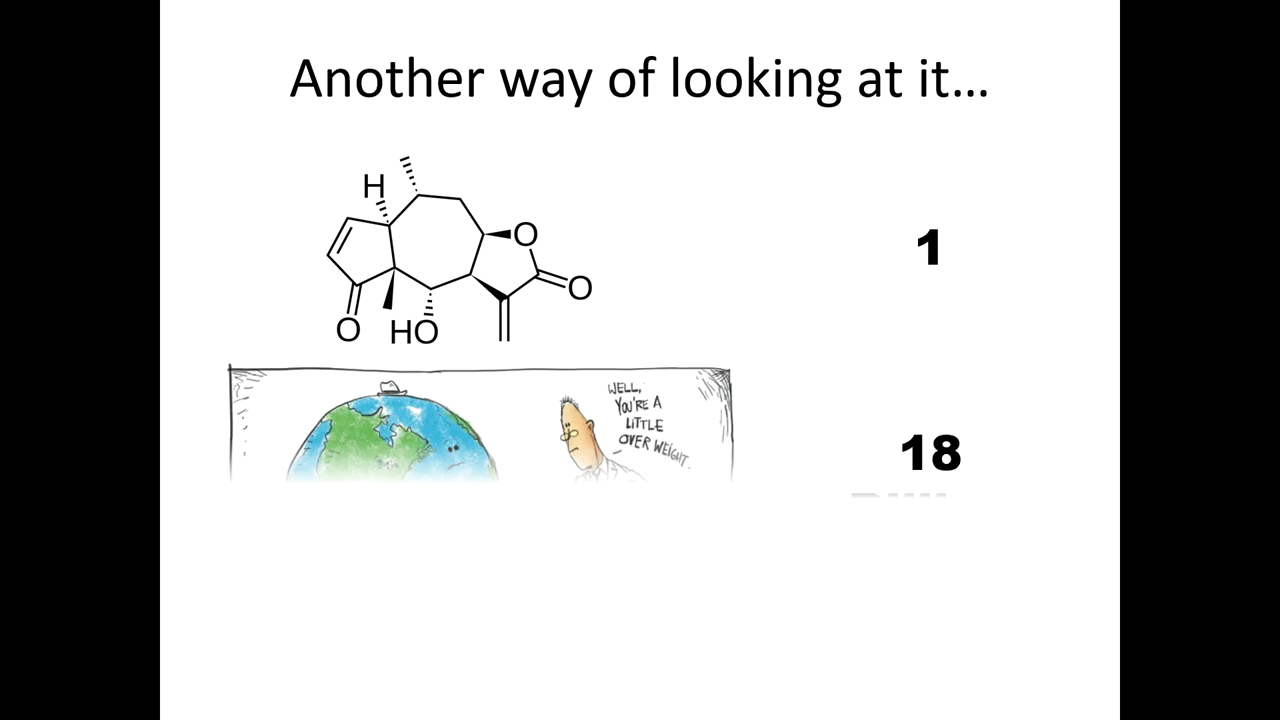 Another way of looking at it…
H
O
O
O
HO
1
WELL,
YOU'RE A
LITTLE
OVER WEIGHT.
18